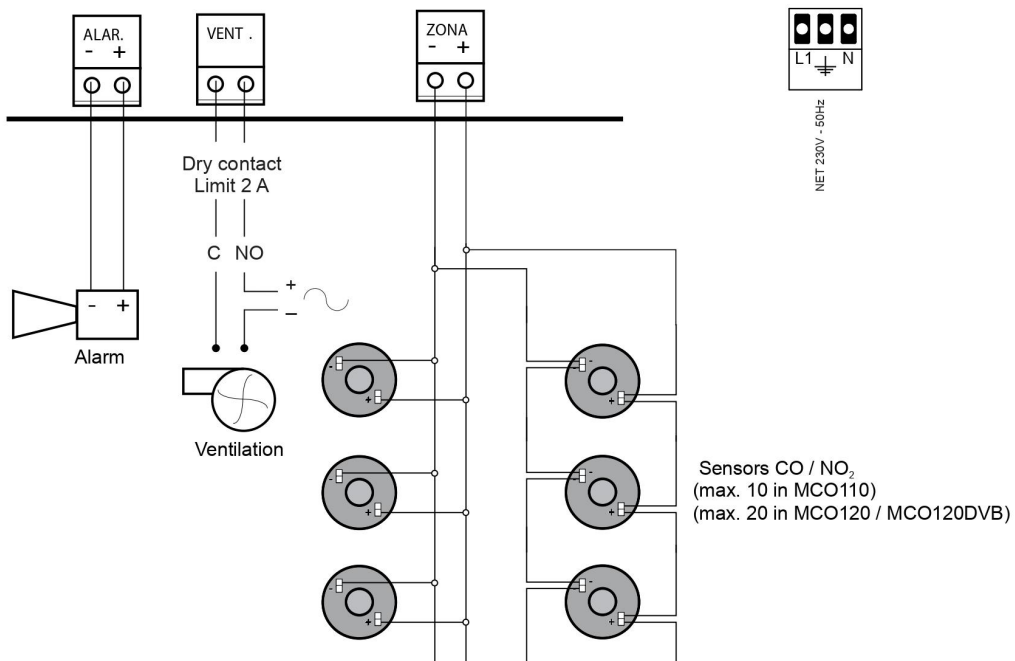 ALAR.
- +
VENT .
ZONA
- +
L1 N
NET 230V - 50Hz
Dry contact
Limit 2 A
C NO
+
–
- +
Alarm
Ventilation
-
+
-
+
-
+
-
+
-
+
-
+
Sensors CO / NO₂
(max. 10 in MCO110)
(max. 20 in MCO120 / MCO120DVB)